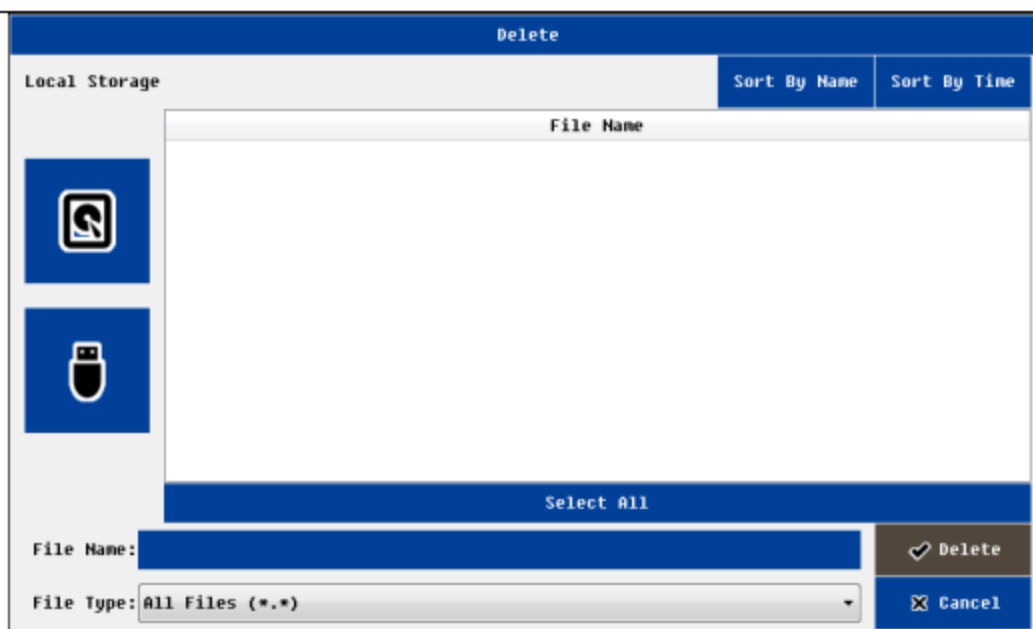 Delete
Local Storage
Sort By Name
Sort By Time
File Name
Select All
File Name:
Delete
File Type: All Files (*.*)
Cancel